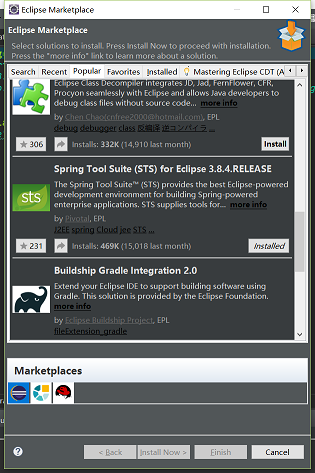 Eclipse Marketplace
Eclipse Marketplace
Select solutions to install. Press Install Now to proceed with installation.
Press the "more info" link to learn more about a solution.
Search Recent Popular Favorites Installed Mastering Eclipse CDT (A
Eclipse Class Decompiler integrates JD, Jad, FernFlower, CFR,
Procyon seamlessly with Eclipse and allows Java developers to
debug class files without source code... more info
by Chen Chao(cnfree2000@hotmail.com), EPL
debug debugger class 反编译 逆コンパイラ ...
306 Installs: 332K (14,910 last month) Install
Spring Tool Suite (STS) for Eclipse 3.8.4.RELEASE
The Spring Tool Suite™ (STS) provides the best Eclipse-powered
development environment for building Spring-powered
enterprise applications. STS supplies tools for... more info
sts
by Pivotal, EPL
J2EE spring Cloud jee STS ...
231 Installs: 469K (15,018 last month) Installed
Buildship Gradle Integration 2.0
Extend your Eclipse IDE to support building software using
Gradle. This solution is provided by the Eclipse Foundation.
more info
by Eclipse Buildship Project, EPL
fileExtension_gradle
Marketplaces
? < Back Install Now > Finish Cancel